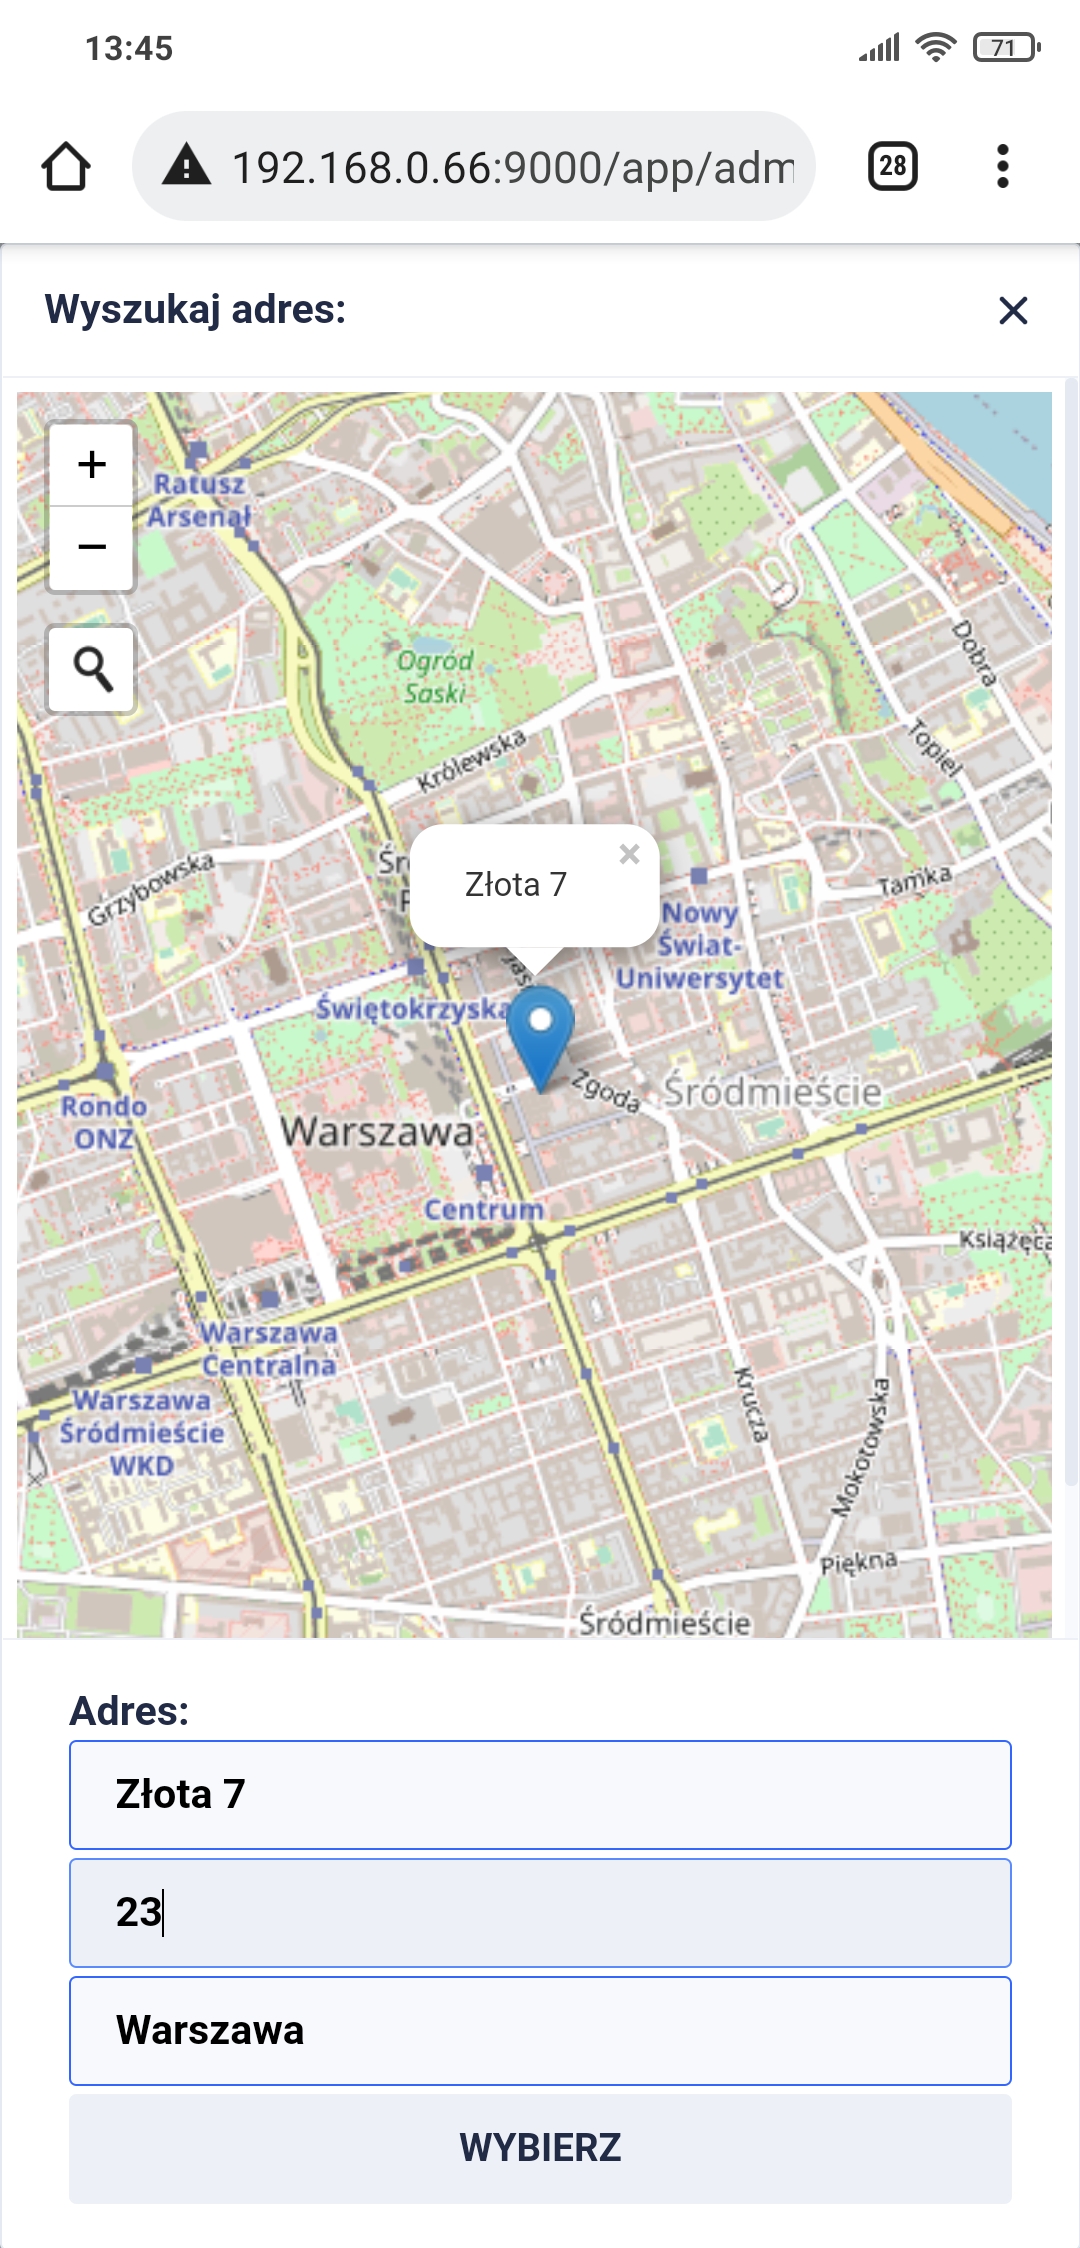 13:45
71
192.168.0.66:9000/app/adm
28
Wyszukaj adres:
+
−
Ratusz
Arsenał
Ogród
Saski
Dobra
Topiel
Królewska
Grzybowska
Złota 7
Tamka
Nowy
Świat-
Uniwersytet
Świętokrzyska
Zgoda
Śródmieście
Rondo
ONZ
Warszawa
Centrum
Książęca
Warszawa
Centralna
Warszawa
Śródmieście
WKD
Krucza
Mokotowska
Piękna
Śródmieście
Adres:
Złota 7
23
Warszawa
WYBIERZ